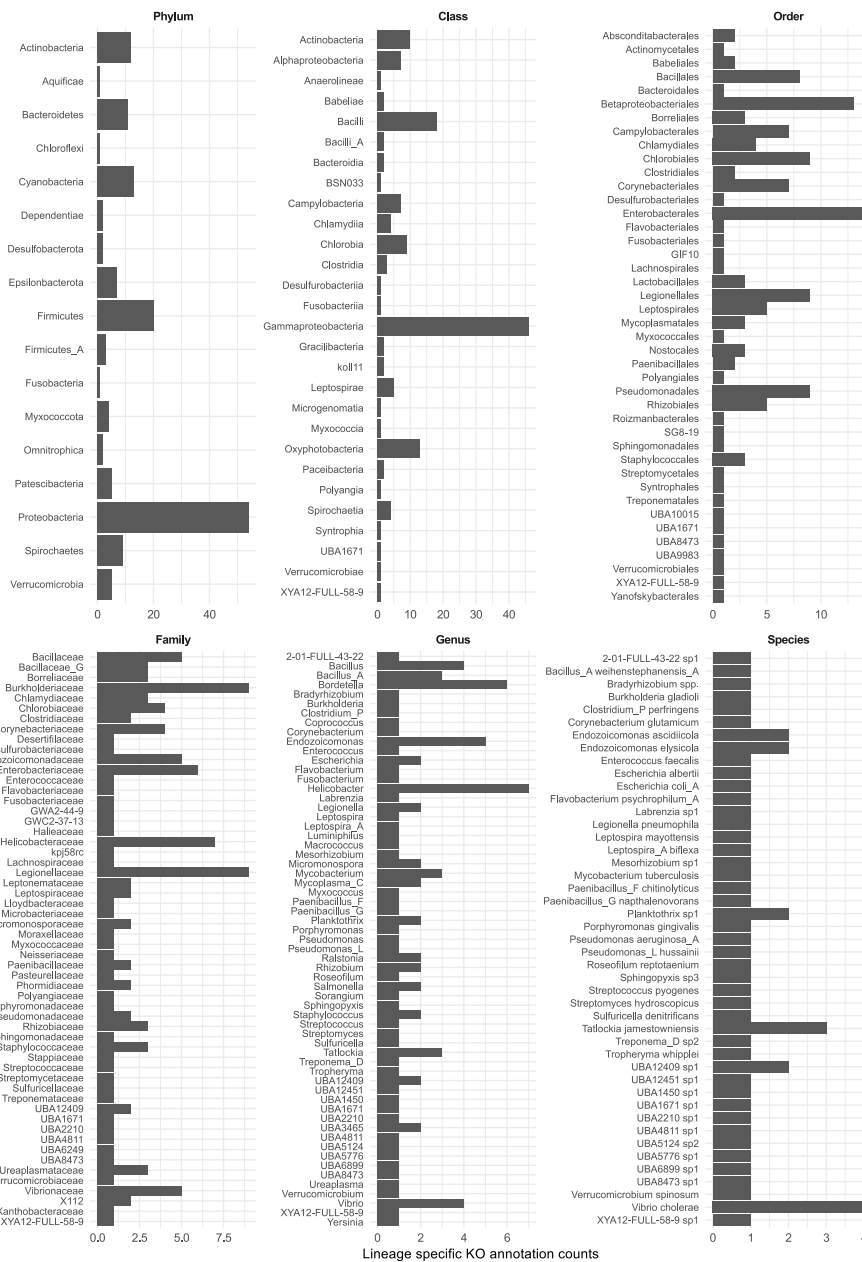 Phylum
Actinobacteria
Aquificae
Bacteroidetes
Chloroflexi
Cyanobacteria
Dependentiae
Desulfobacterota
Epsilonbacterota
Firmicutes
Firmicutes_A
Fusobacteria
Myxococcota
Omnitrophica
Patescibacteria
Proteobacteria
Spirochaetes
Verrucomicrobia
0 20 40
Class
Actinobacteria
Alphaproteobacteria
Anaerolineae
Babeliae
Bacilli
Bacilli_A
Bacteroidia
BSN033
Campylobacteria
Chlamydiia
Chlorobia
Clostridia
Desulfurobacteriia
Fusobacteriia
Gammaproteobacteria
Gracilibacteria
koll11
Leptospirae
Microgenomatia
Myxococcia
Oxyphotobacteria
Paceibacteria
Polyangia
Spirochaetia
Syntrophia
UBA1671
Verrucomicrobiae
XYA12-FULL-58-9
0 10 20 30 40
Order
Absconditabacterales
Actinomycetales
Babeliales
Bacillales
Bacteroidales
Betaproteobacteriales
Borreliales
Campylobacterales
Chlamydiales
Chlorobiales
Clostridiales
Corynebacteriales
Desulfurobacteriales
Enterobacterales
Flavobacteriales
Fusobacteriales
GIF10
Lachnospirales
Lactobacillales
Legionellales
Leptospirales
Mycoplasmatales
Myxococcales
Nostocales
Paenibacillales
Polyangiales
Pseudomonadales
Rhizobiales
Roizmanbacterales
SG8-19
Sphingomonadales
Staphylococcales
Streptomycetales
Syntrophales
Treponematales
UBA10015
UBA1671
UBA8473
UBA9983
Verrucomicrobiales
XYA12-FULL-58-9
Yanofskybacterales
0 5 10
Family
Bacillaceae
Bacillaceae_G
Borreliaceae
Burkholderiaceae
Chlamydiaceae
Chlorobiaceae
Clostridiaceae
orynebacteriaceae
Desertifilaceae
sulfurobacteriaceae
ozoicomonadaceae
Enterobacteriaceae
Enterococcaceae
Flavobacteriaceae
Fusobacteriaceae
GWA2-44-9
GWC2-37-13
Halieaceae
Helicobacteraceae
kpj58rc
Lachnospiraceae
Legionellaceae
Leptonemataceae
Leptospiraceae
Lloydbacteraceae
Microbacteriaceae
icromonosporaceae
Moraxellaceae
Myxococcaceae
Neisseriaceae
Paenibacillaceae
Pasteurellaceae
Phormidiaceae
Polyangiaceae
phyromonadaceae
seudomonadaceae
Rhizobiaceae
phingomonadaceae
Staphylococcaceae
Stappiaceae
Streptococcaceae
Streptomycetaceae
Sulfuricellaceae
Treponemataceae
UBA12409
UBA1671
UBA2210
UBA4811
UBA6249
UBA8473
Ureaplasmataceae
errucomicrobiaceae
Vibrionaceae
X112
Xanthobacteraceae
XYA12-FULL-58-9
0.0 2.5 5.0 7.5
Genus
2-01-FULL-43-22
Bacillus
Bacillus_A
Bordetella
Bradyrhizobium
Burkholderia
Clostridium_P
Coprococcus
Corynebacterium
Endozoicomonas
Enterococcus
Escherichia
Flavobacterium
Fusobacterium
Helicobacter
Labrenzia
Legionella
Leptospira
Leptospira_A
Luminiphilus
Macrococcus
Mesorhizobium
Micromonospora
Mycobacterium
Mycoplasma_C
Myxococcus
Paenibacillus_F
Paenibacillus_G
Planktothrix
Porphyromonas
Pseudomonas
Pseudomonas_L
Ralstonia
Rhizobium
Roseofilum
Salmonella
Sorangium
Sphingopyxis
Staphylococcus
Streptococcus
Streptomyces
Sulfuricella
Tatlockia
Treponema_D
Tropheryma
UBA12409
UBA12451
UBA1450
UBA1671
UBA2210
UBA3465
UBA4811
UBA5124
UBA5776
UBA6899
UBA8473
Ureaplasma
Verrucomicrobium
Vibrio
XYA12-FULL-58-9
Yersinia
0 2 4 6
Species
2-01-FULL-43-22 sp1
Bacillus_A weihenstephanensis_A
Bradyrhizobium spp.
Burkholderia gladioli
Clostridium_P perfringens
Corynebacterium glutamicum
Endozoicomonas ascidiicola
Endozoicomonas elysicola
Enterococcus faecalis
Escherichia albertii
Escherichia coli_A
Flavobacterium psychrophilum_A
Labrenzia sp1
Legionella pneumophila
Leptospira mayottensis
Leptospira_A biflexa
Mesorhizobium sp1
Mycobacterium tuberculosis
Paenibacillus_F chitinolyticus
Paenibacillus_G napthalenovorans
Planktothrix sp1
Porphyromonas gingivalis
Pseudomonas aeruginosa_A
Pseudomonas_L hussainii
Roseofilum reptotaenium
Sphingopyxis sp3
Streptococcus pyogenes
Streptomyces hydroscopicus
Sulfuricella denitrificans
Tatlockia jamestowniensis
Treponema_D sp2
Tropheryma whipplei
UBA12409 sp1
UBA12451 sp1
UBA1450 sp1
UBA1671 sp1
UBA2210 sp1
UBA4811 sp1
UBA5124 sp2
UBA5776 sp1
UBA6899 sp1
UBA8473 sp1
Verrucomicrobium spinosum
Vibrio cholerae
XYA12-FULL-58-9 sp1
0 1 2 3 4
Lineage specific KO annotation counts